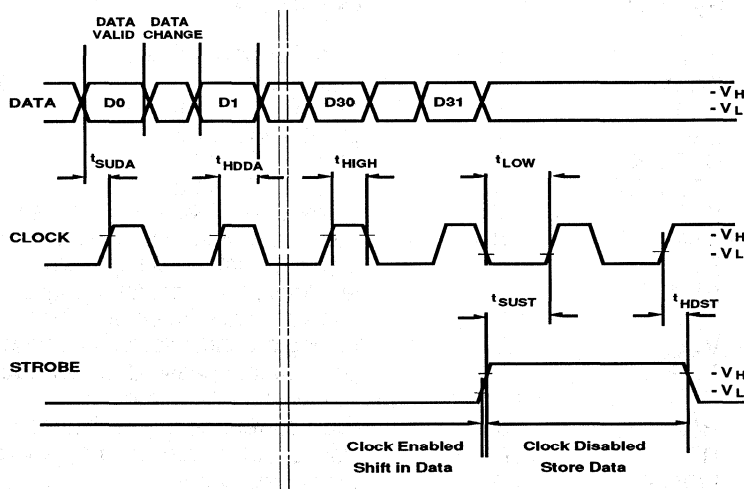 DATA VALID
DATA CHANGE
DATA
D0
D1
D30
D31
- VH
- VL
tSUDA
tHDDA
tHIGH
tLOW
CLOCK
- VH
- VL
tSUST
tHDST
STROBE
- VH
- VL
Clock Enabled
Shift in Data
Clock Disabled
Store Data